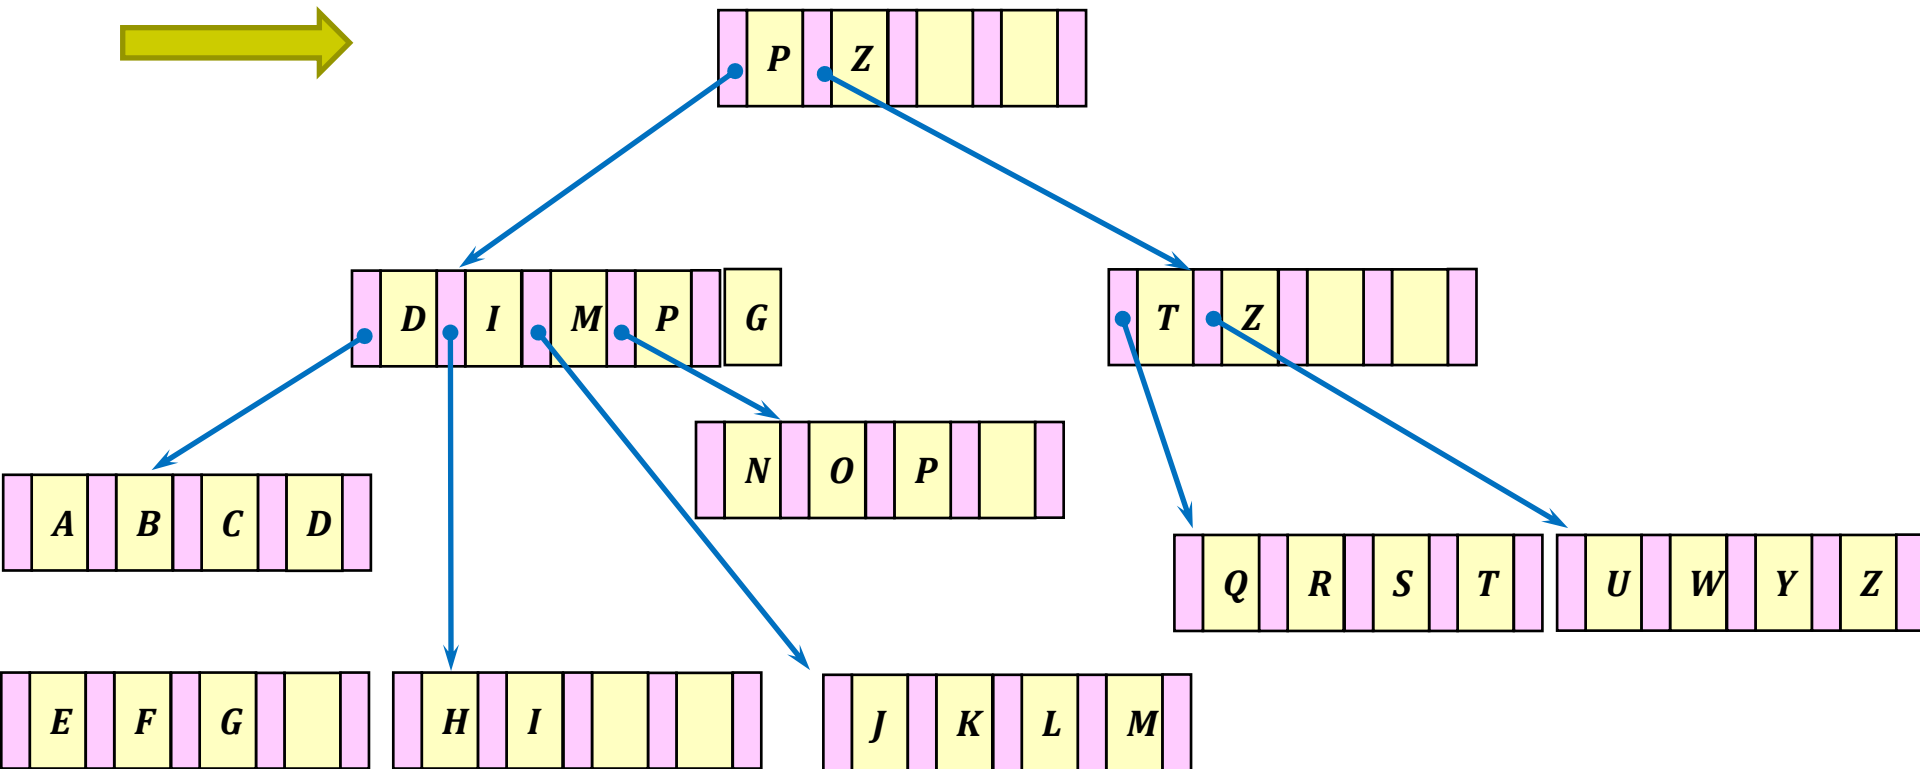 P Z
D I M P G
T Z
N O P
A B C D
Q R S T
U W Y Z
E F G
H I
J K L M